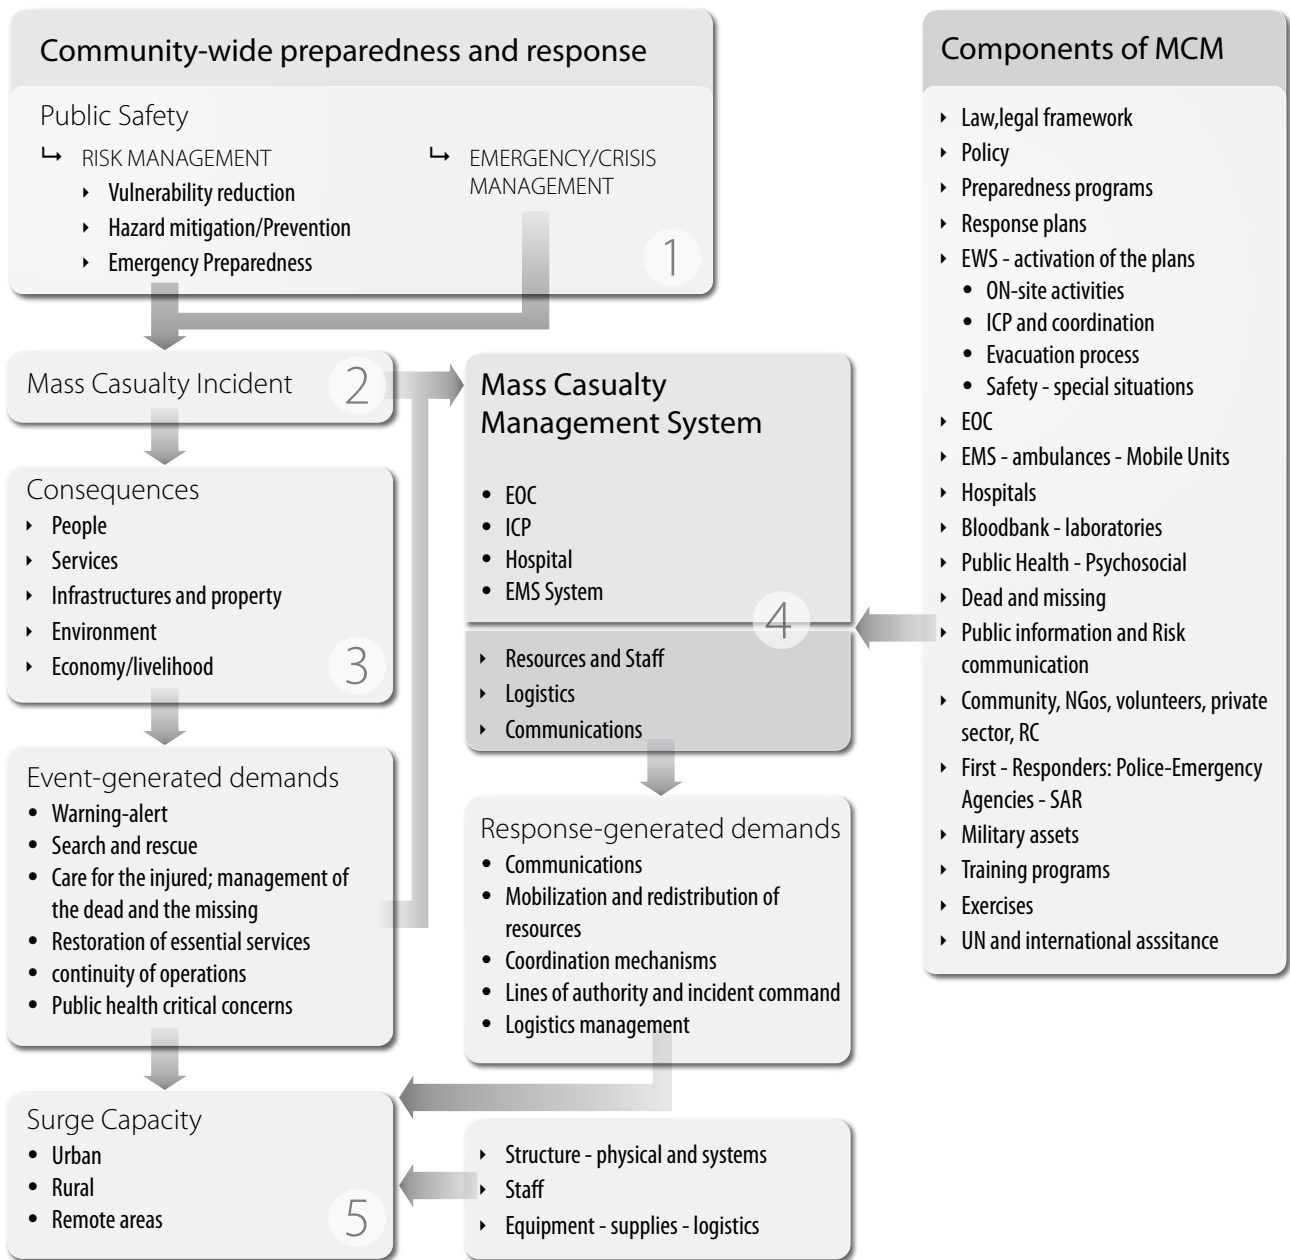 Community-wide preparedness and response
Public Safety
↳ RISK MANAGEMENT
‣ Vulnerability reduction
‣ Hazard mitigation/Prevention
‣ Emergency Preparedness
↳ EMERGENCY/CRISIS
MANAGEMENT
1
Mass Casualty Incident
2
Consequences
‣ People
‣ Services
‣ Infrastructures and property
‣ Environment
‣ Economy/livelihood
3
Event-generated demands
• Warning-alert
• Search and rescue
• Care for the injured; management of
the dead and the missing
• Restoration of essential services
• continuity of operations
• Public health critical concerns
Mass Casualty
Management System
• EOC
• ICP
• Hospital
• EMS System
4
‣ Resources and Staff
‣ Logistics
‣ Communications
Response-generated demands
• Communications
• Mobilization and redistribution of
resources
• Coordination mechanisms
• Lines of authority and incident command
• Logistics management
Surge Capacity
• Urban
• Rural
• Remote areas
5
‣ Structure - physical and systems
‣ Staff
‣ Equipment - supplies - logistics
Components of MCM
‣ Law,legal framework
‣ Policy
‣ Preparedness programs
‣ Response plans
‣ EWS - activation of the plans
• ON-site activities
• ICP and coordination
• Evacuation process
• Safety - special situations
‣ EOC
‣ EMS - ambulances - Mobile Units
‣ Hospitals
‣ Bloodbank - laboratories
‣ Public Health - Psychosocial
‣ Dead and missing
‣ Public information and Risk
communication
‣ Community, NGos, volunteers, private
sector, RC
‣ First - Responders: Police-Emergency
Agencies - SAR
‣ Military assets
‣ Training programs
‣ Exercises
‣ UN and international asssitance